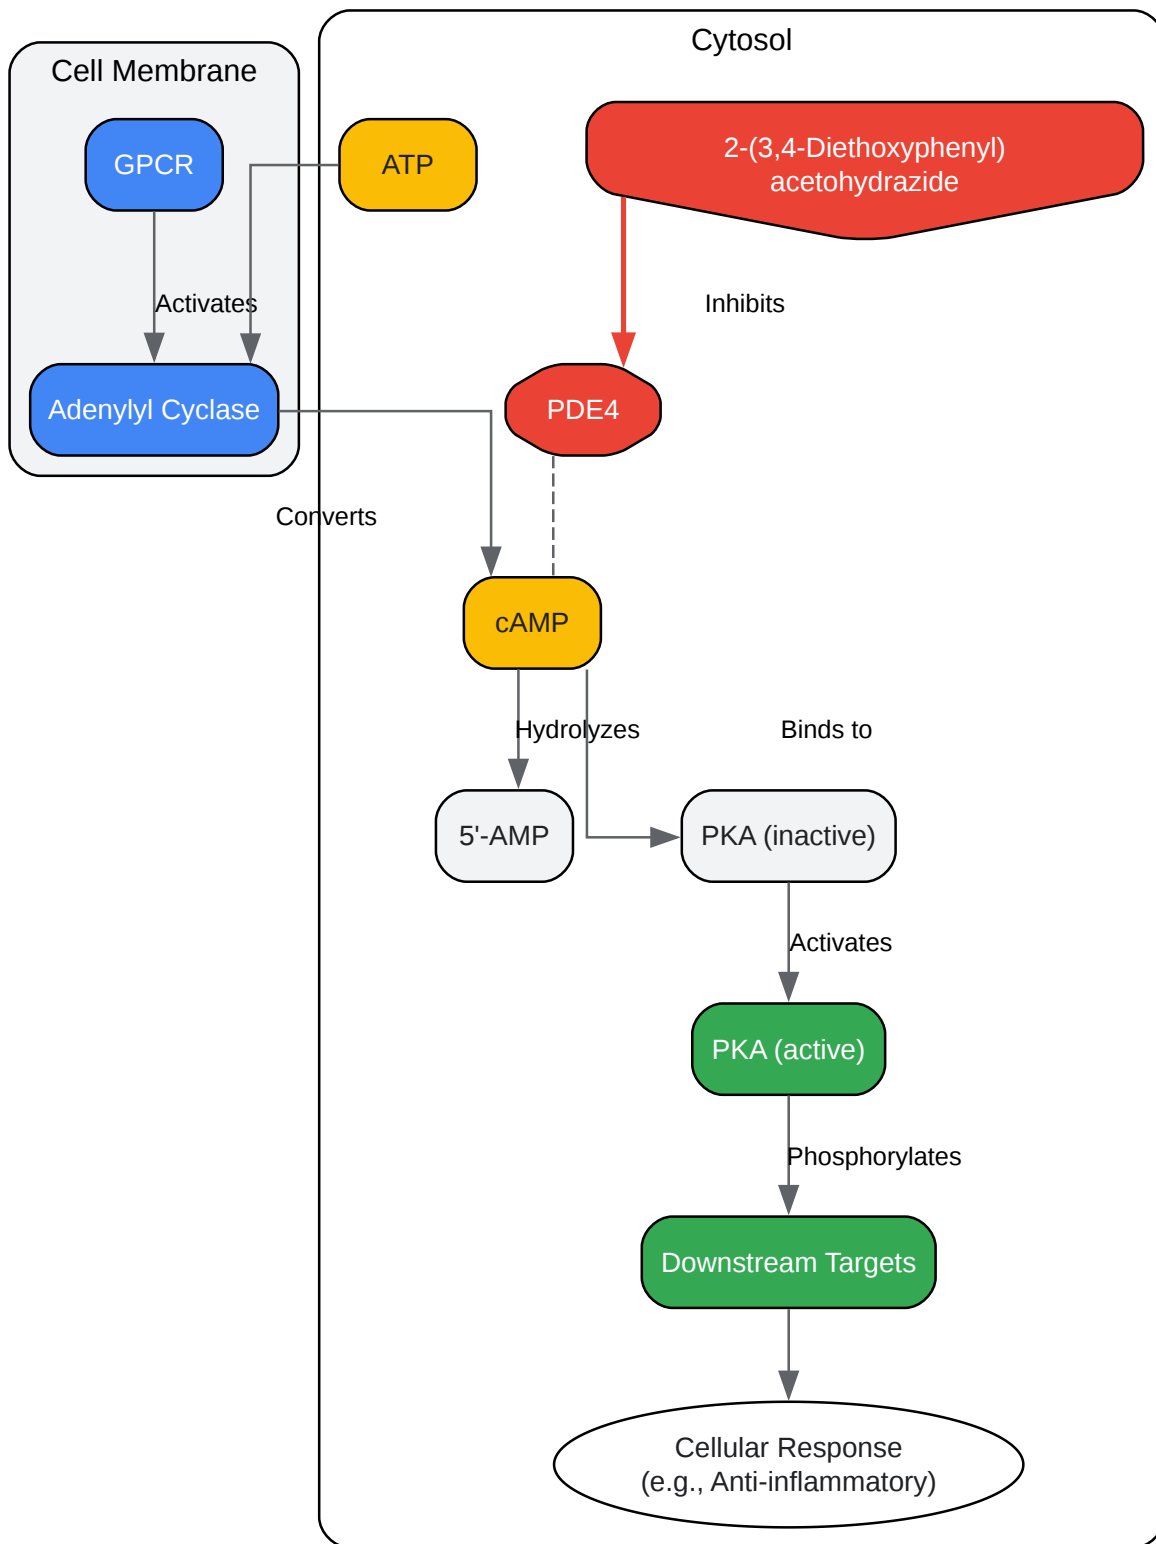 Cytosol
Cell Membrane
GPCR
ATP
2-(3,4-Diethoxyphenyl)
acetohydrazide
Activates
Inhibits
Adenylyl Cyclase
PDE4
Converts
cAMP
Hydrolyzes
Binds to
5'-AMP
PKA (inactive)
Activates
PKA (active)
Phosphorylates
Downstream Targets
Cellular Response
(e.g., Anti-inflammatory)